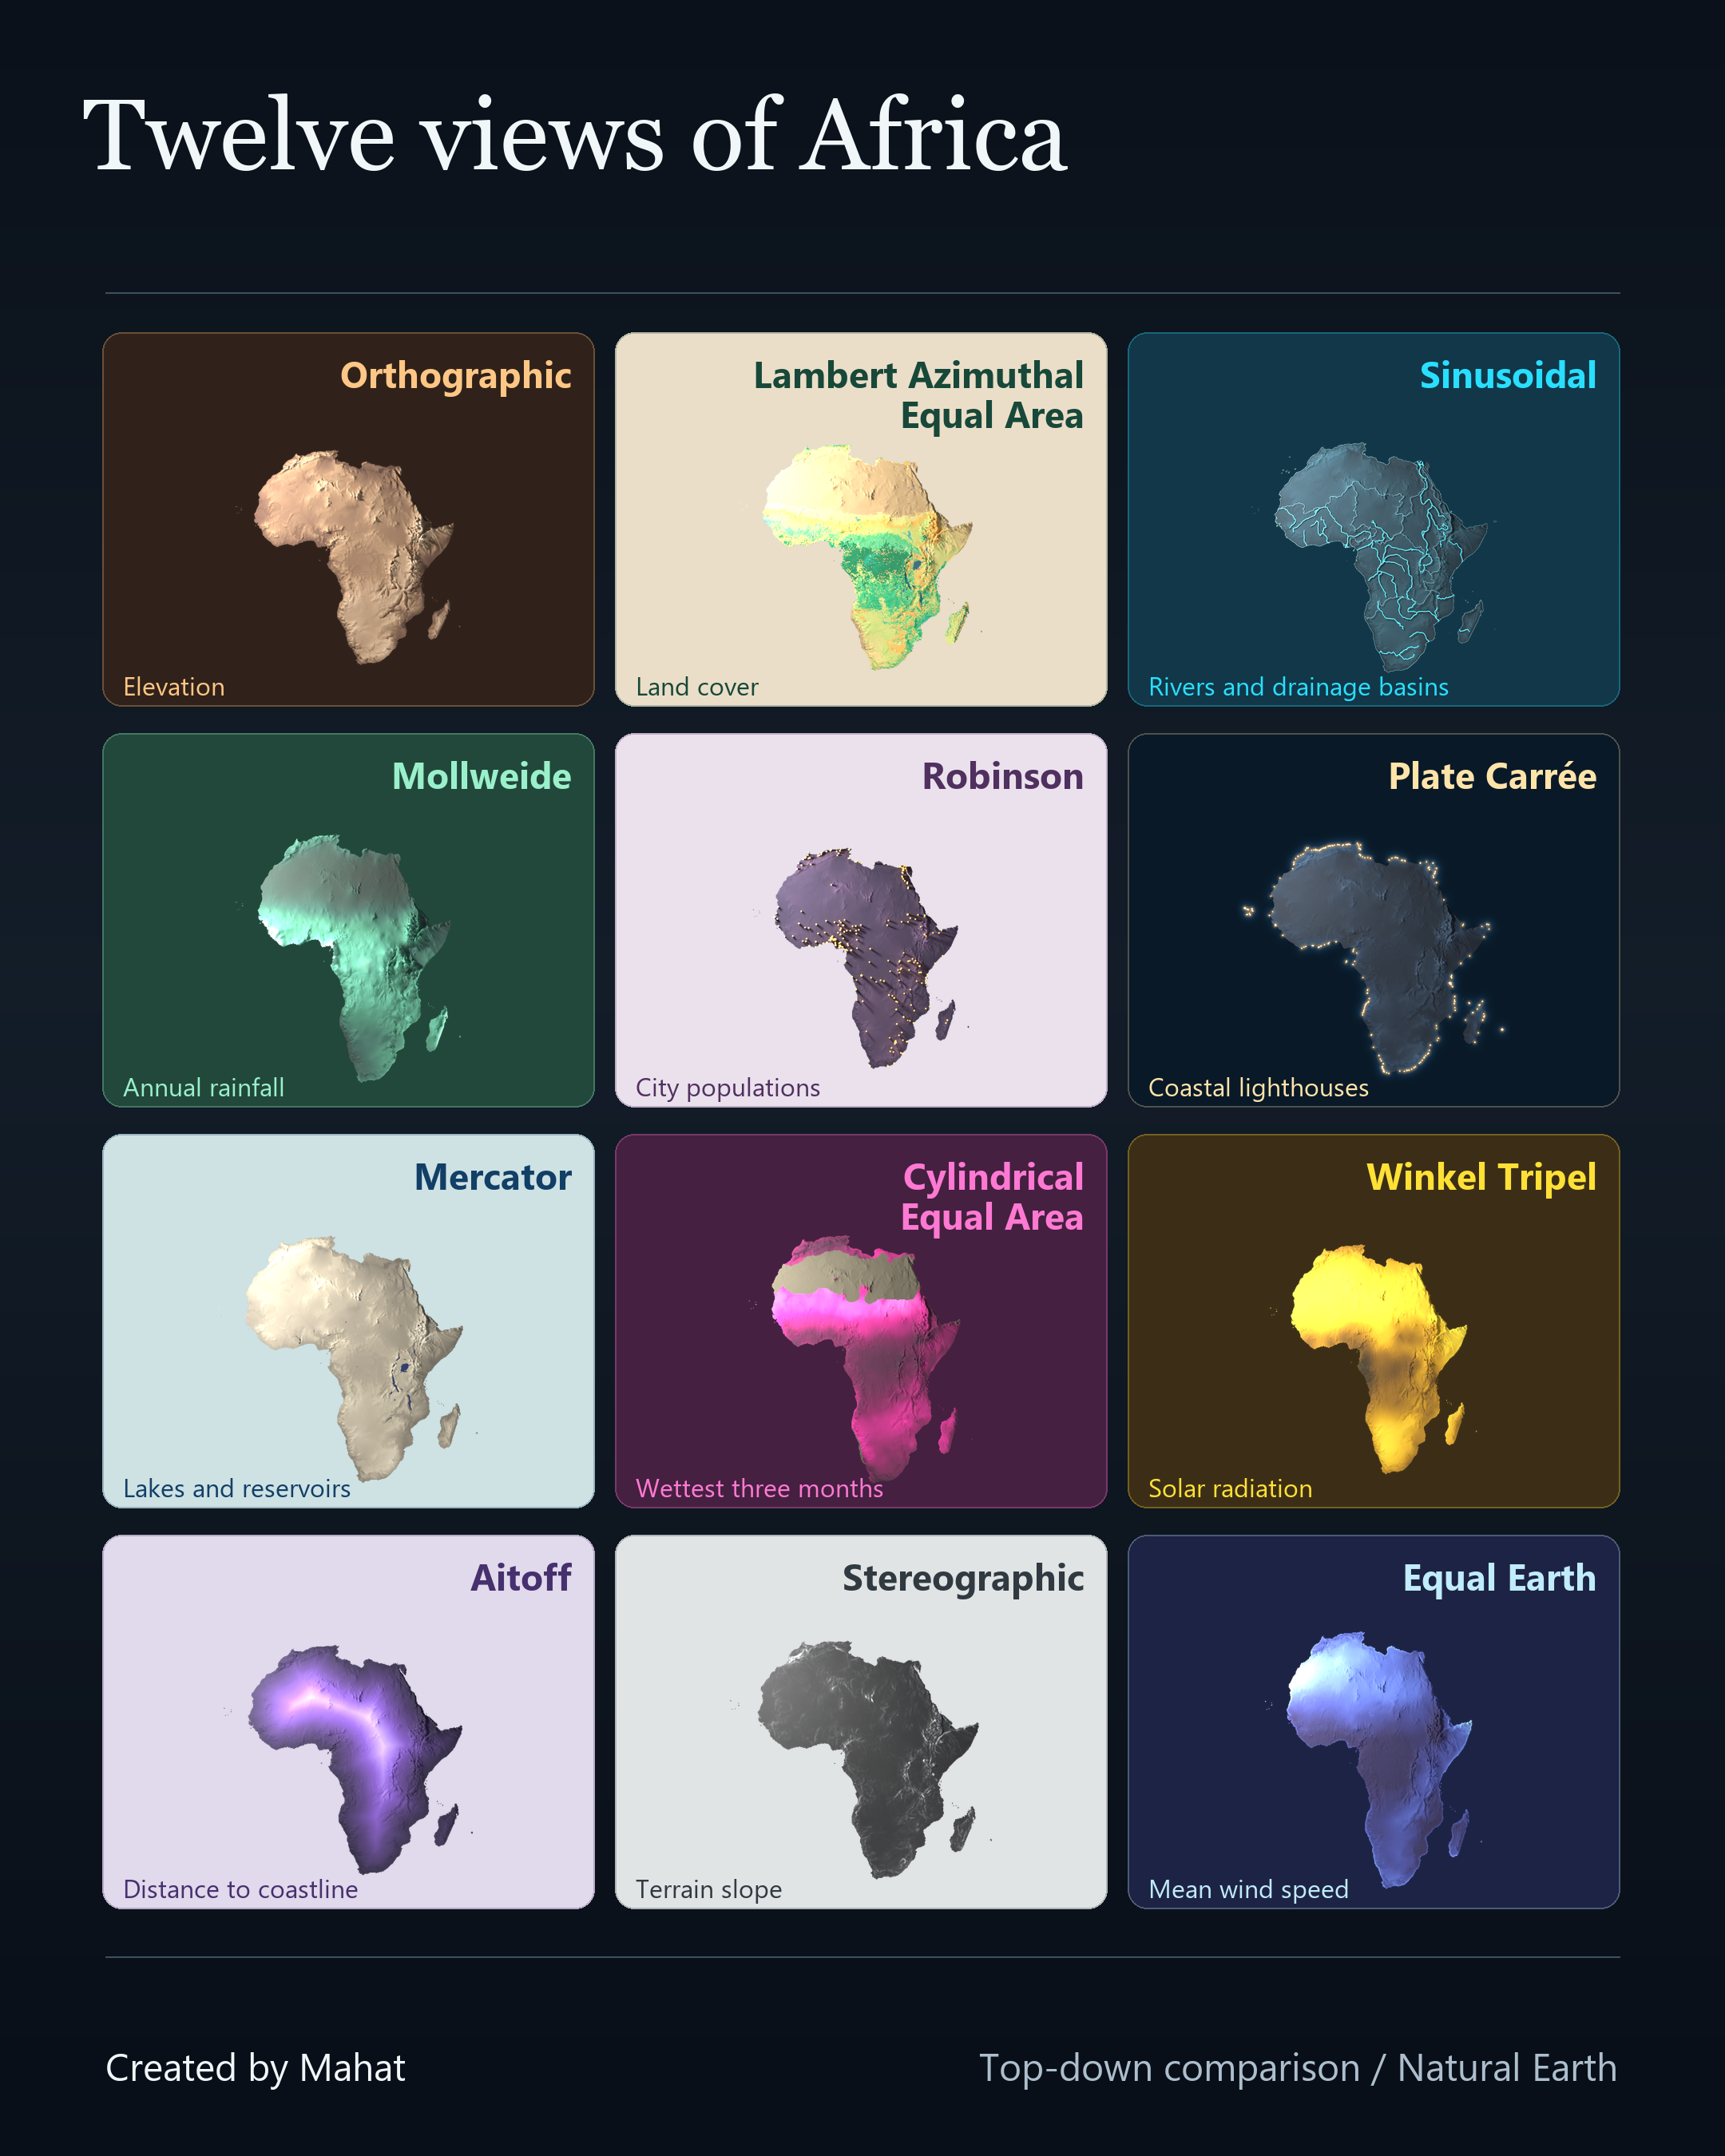 Twelve views of Africa
Orthographic
Elevation
Lambert Azimuthal
Equal Area
Land cover
Sinusoidal
Rivers and drainage basins
Mollweide
Annual rainfall
Robinson
City populations
Plate Carrée
Coastal lighthouses
Mercator
Lakes and reservoirs
Cylindrical
Equal Area
Wettest three months
Winkel Tripel
Solar radiation
Aitoff
Distance to coastline
Stereographic
Terrain slope
Equal Earth
Mean wind speed
Created by Mahat
Top-down comparison / Natural Earth